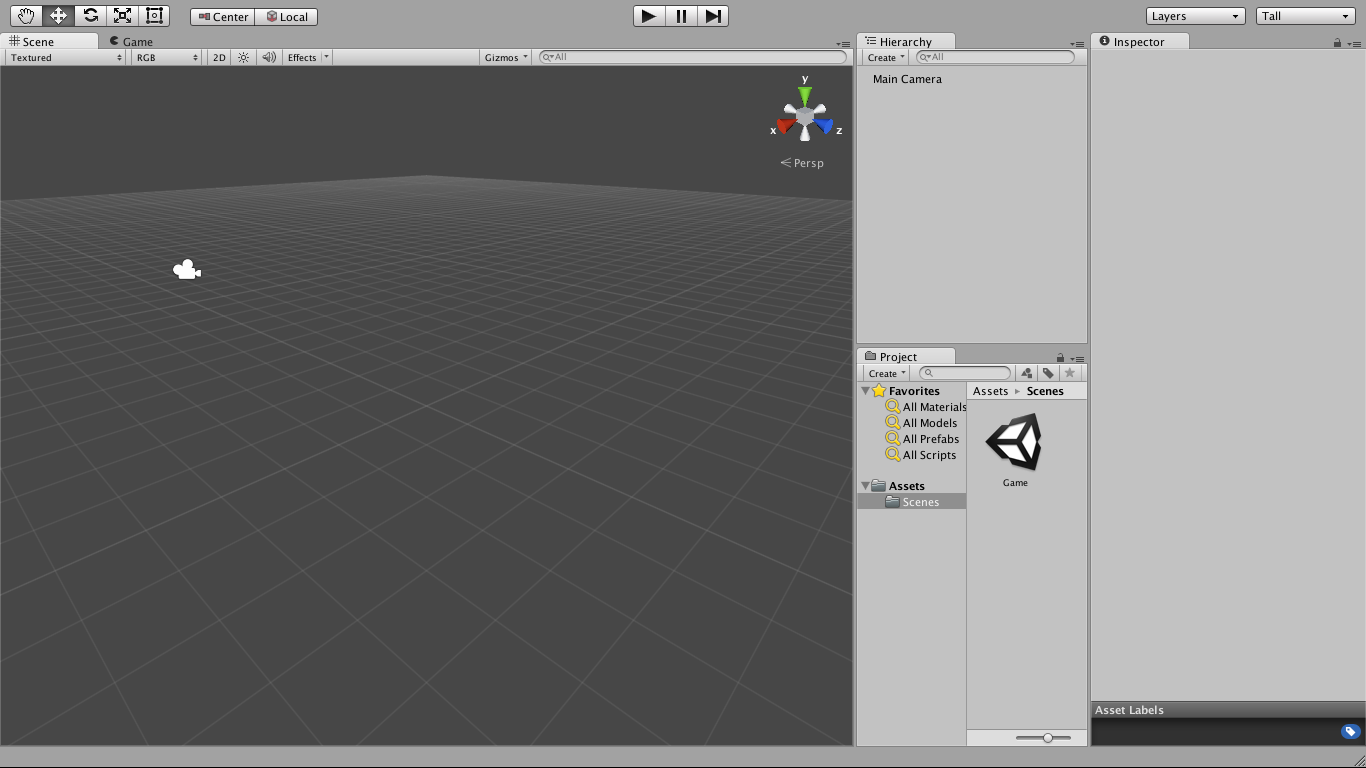 Center Local
Layers Tall
Scene Game
Textured RGB 2D Effects Gizmos All
y
x z
Persp
Hierarchy
Create All
Main Camera
Project
Create
Favorites
All Materials
All Models
All Prefabs
All Scripts
Assets
Scenes
Assets Scenes
Game
Inspector
Asset Labels